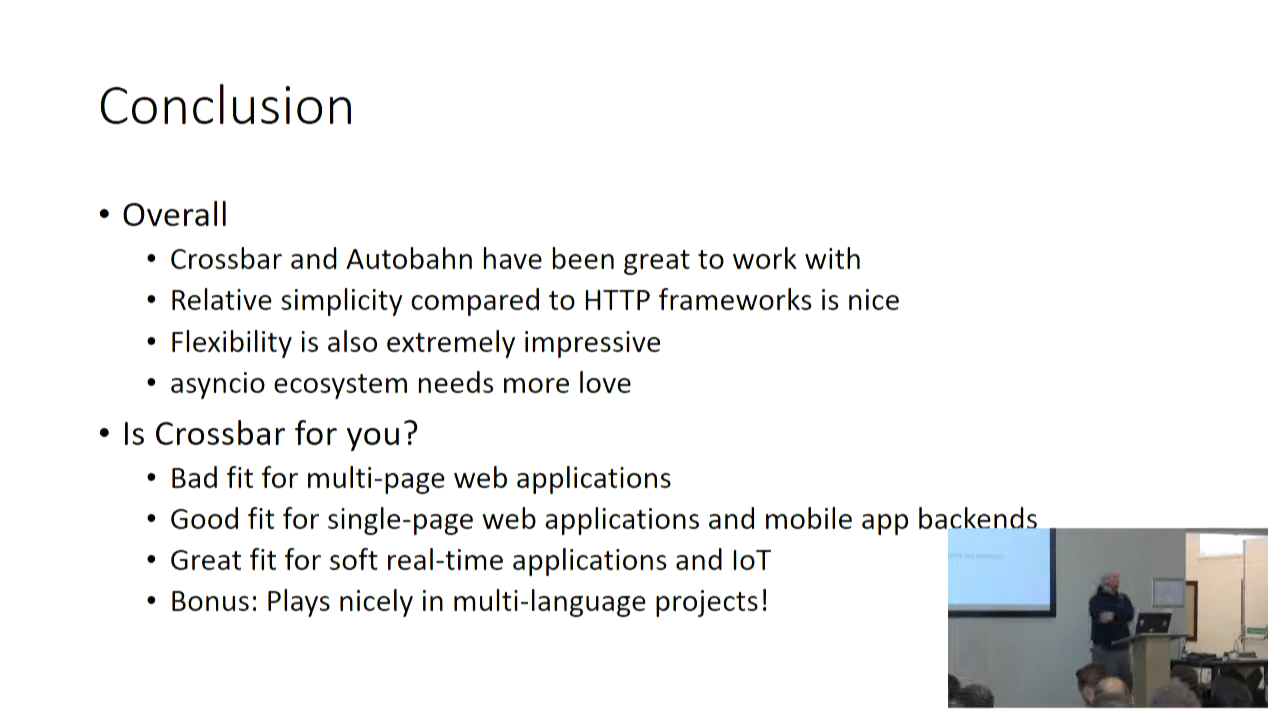 Conclusion
• Overall
• Crossbar and Autobahn have been great to work with
• Relative simplicity compared to HTTP frameworks is nice
• Flexibility is also extremely impressive
• asyncio ecosystem needs more love
• Is Crossbar for you?
• Bad fit for multi-page web applications
• Good fit for single-page web applications and mobile app backends
• Great fit for soft real-time applications and IoT
• Bonus: Plays nicely in multi-language projects!